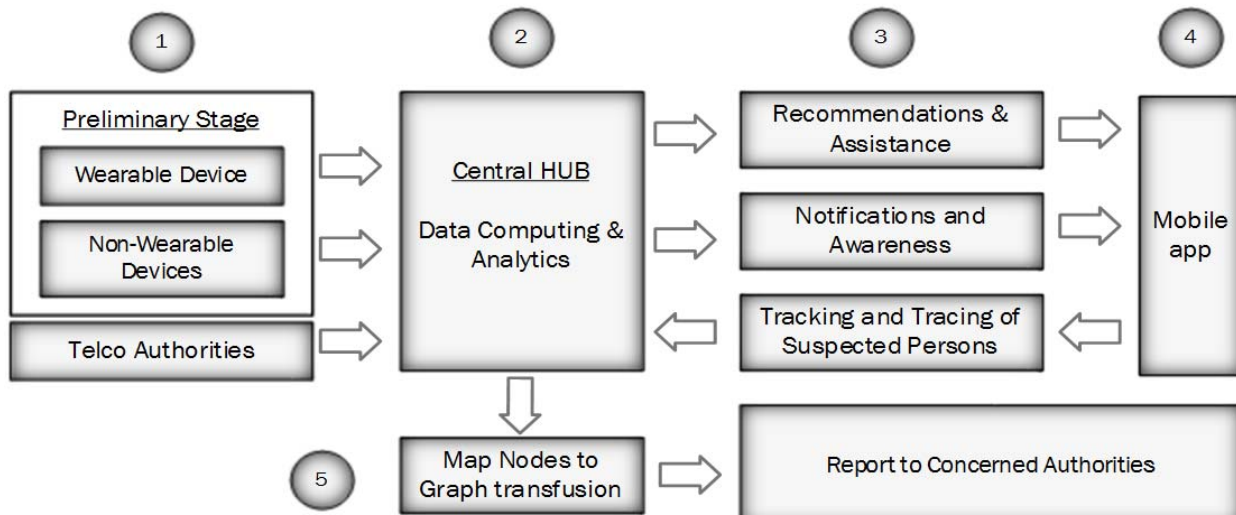 1
2
3
4
Preliminary Stage
Wearable Device
Non-Wearable
Devices
Telco Authorities
Central HUB
Data Computing &
Analytics
Recommendations &
Assistance
Notifications and
Awareness
Tracking and Tracing of
Suspected Persons
Mobile
app
5
Map Nodes to
Graph transfusion
Report to Concerned Authorities